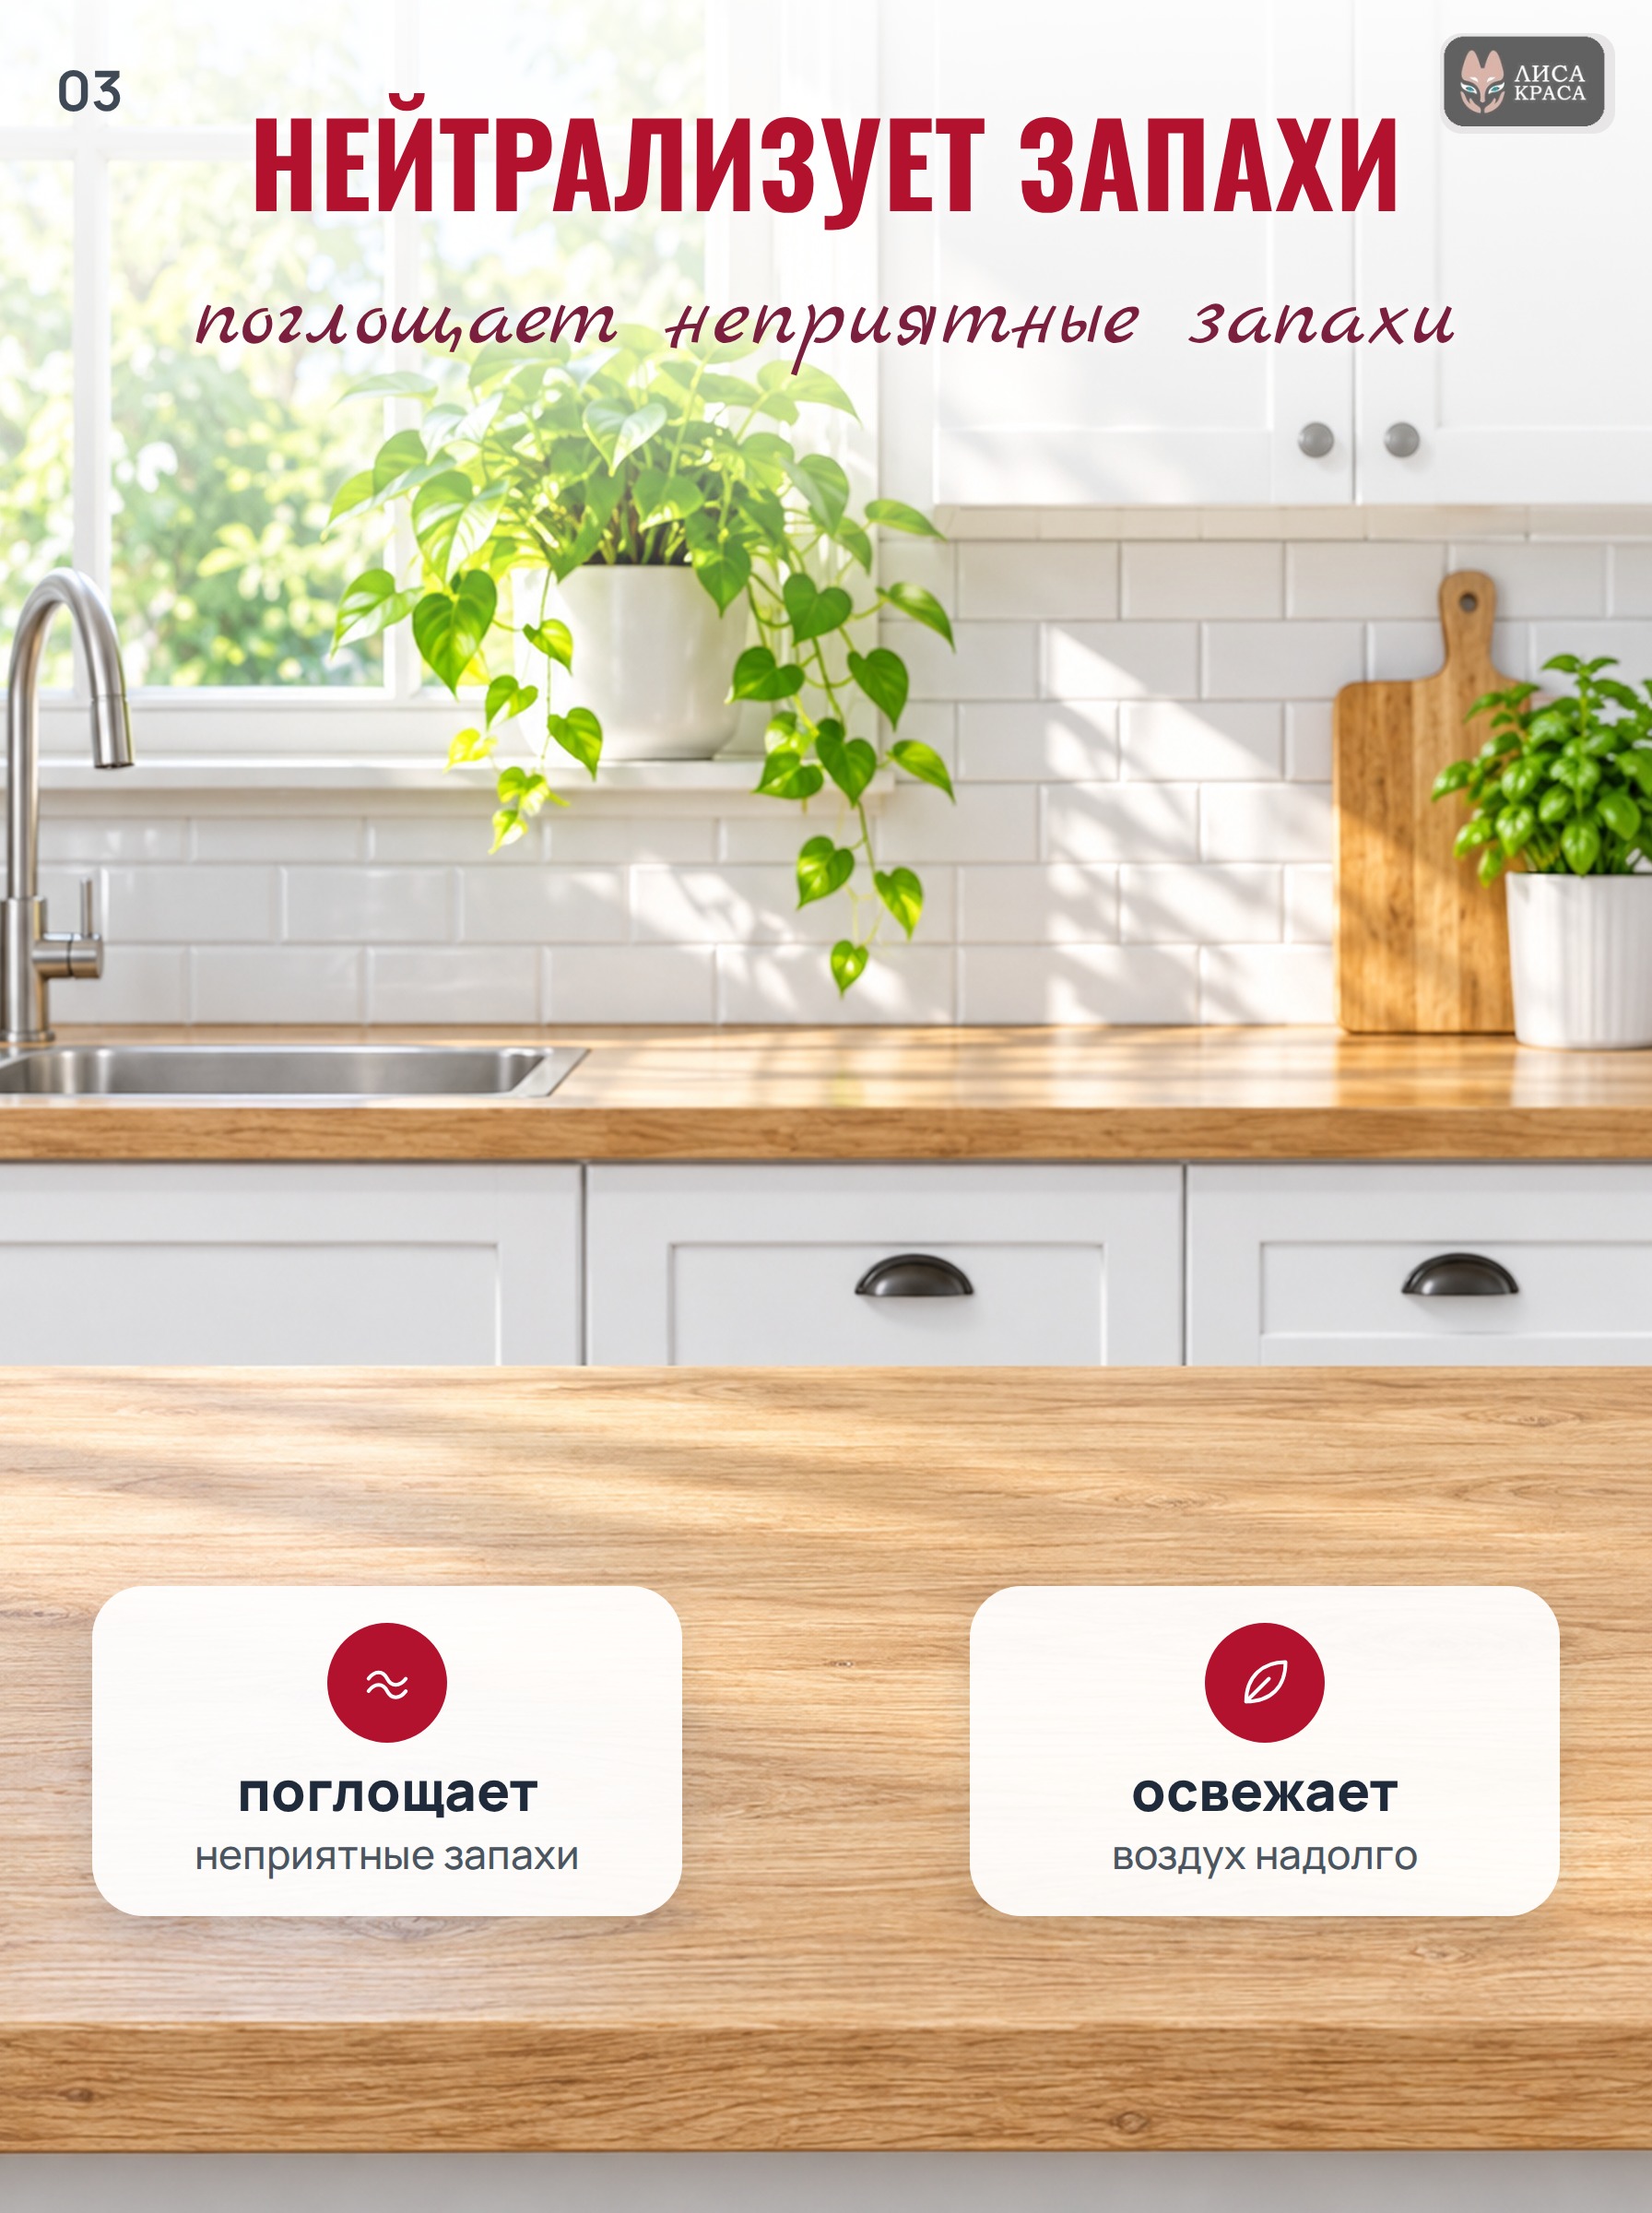 03
ЛИСА
КРАСА
НЕЙТРАЛИЗУЕТ ЗАПАХИ
поглощает неприятные запахи
поглощает
неприятные запахи
освежает
воздух надолго